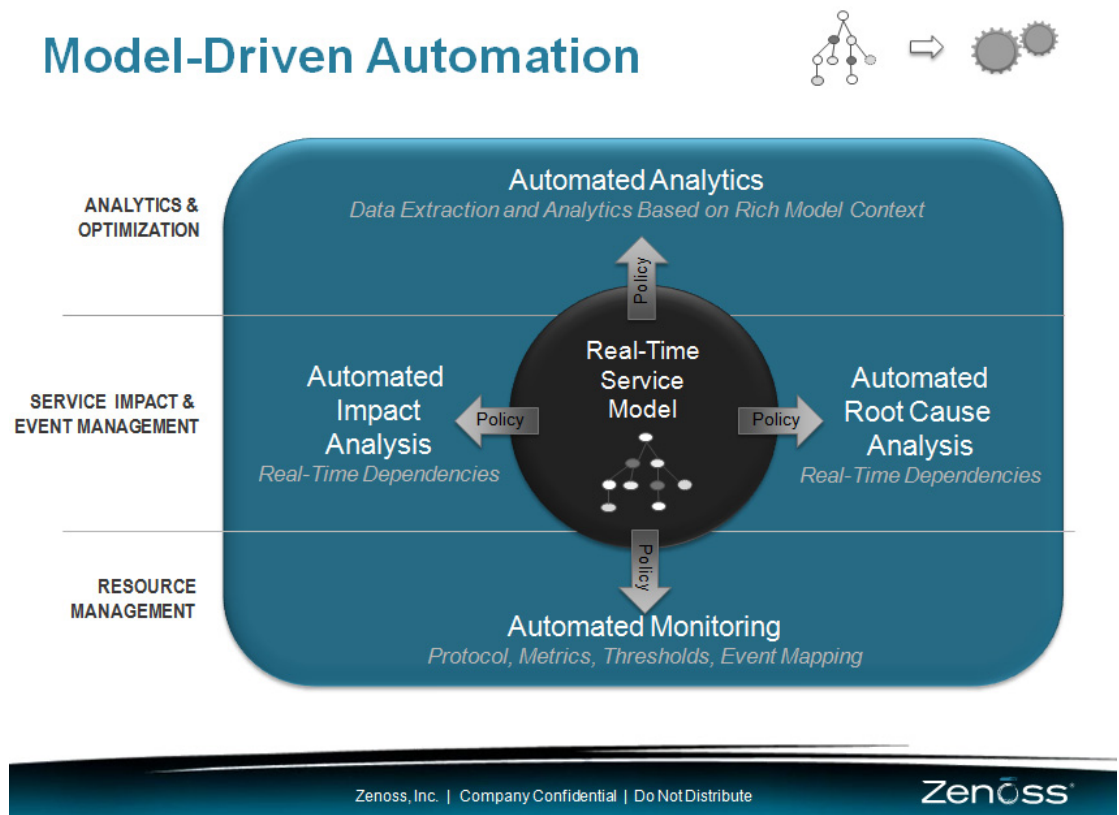 Model-Driven Automation
ANALYTICS &
OPTIMIZATION
Automated Analytics
Data Extraction and Analytics Based on Rich Model Context
Policy
SERVICE IMPACT &
EVENT MANAGEMENT
Automated
Impact
Analysis
Real-Time Dependencies
Policy
Real-Time
Service
Model
Policy
Automated
Root Cause
Analysis
Real-Time Dependencies
Policy
RESOURCE
MANAGEMENT
Automated Monitoring
Protocol, Metrics, Thresholds, Event Mapping
Zenoss, Inc. | Company Confidential | Do Not Distribute
Zenoss